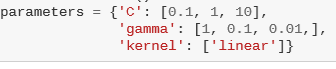 parameters = {'C': [0.1, 1, 10],
'gamma': [1, 0.1, 0.01,],
'kernel': ['linear']}